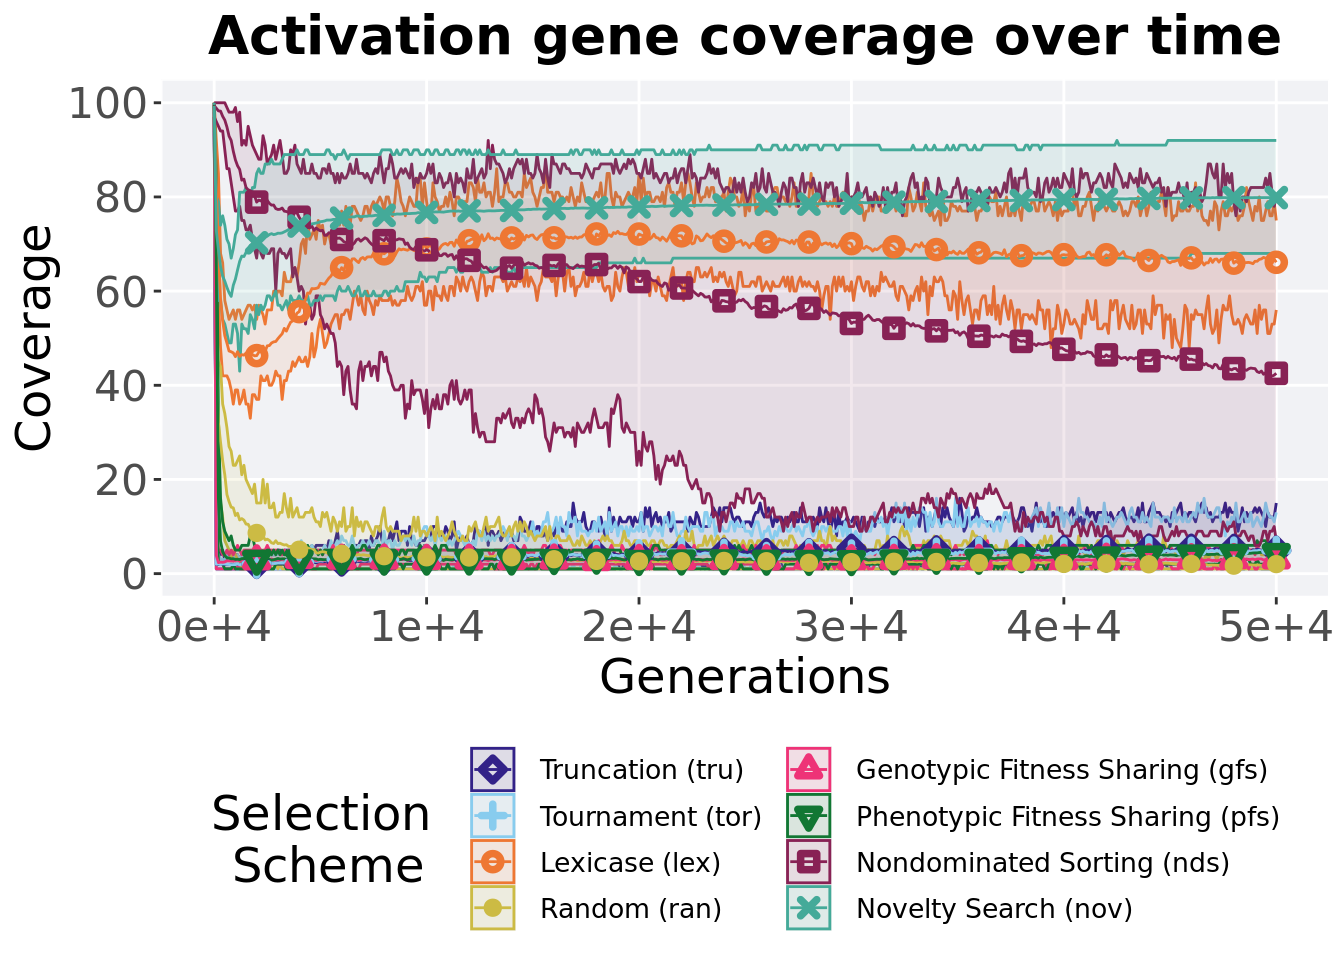 Activation gene coverage over time
100
80
60
40
20
0
Coverage
0e+4 1e+4 2e+4 3e+4 4e+4 5e+4
Generations
Selection
Scheme
Truncation (tru)
Tournament (tor)
Lexicase (lex)
Random (ran)
Genotypic Fitness Sharing (gfs)
Phenotypic Fitness Sharing (pfs)
Nondominated Sorting (nds)
Novelty Search (nov)